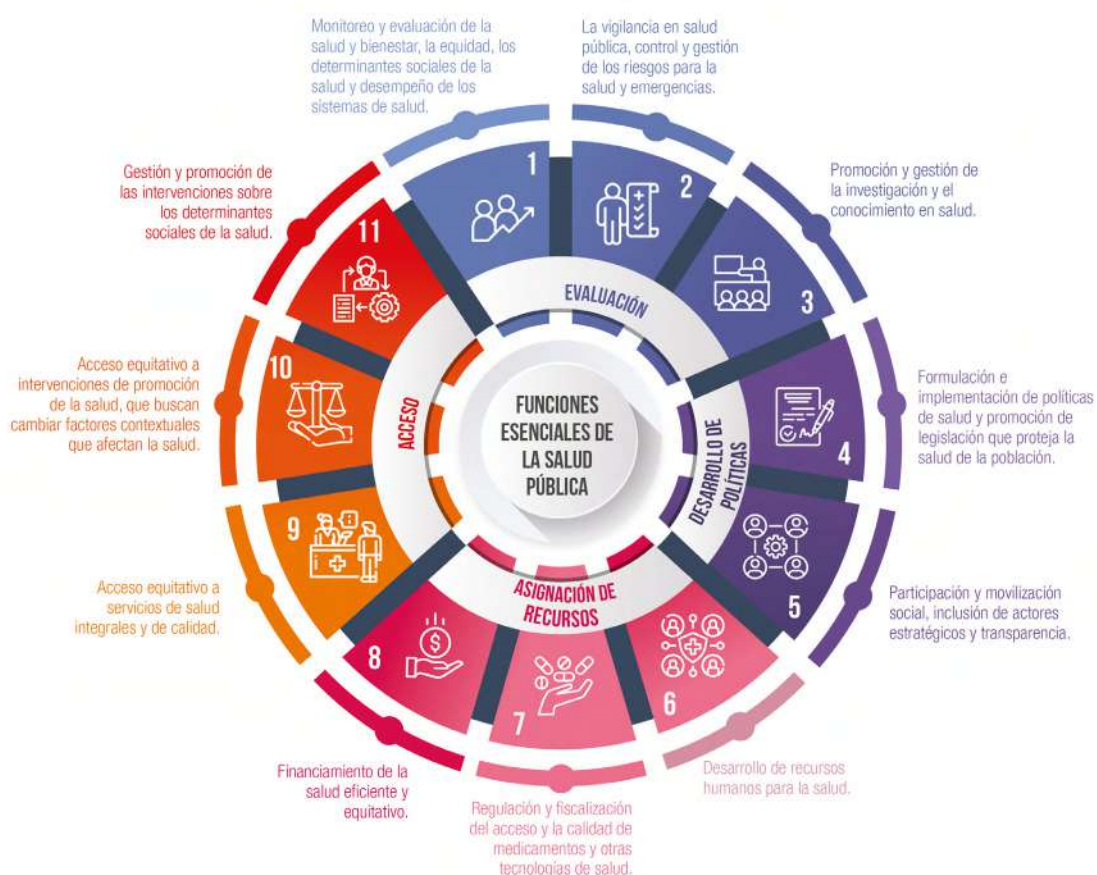 FUNCIONES
ESENCIALES DE
LA SALUD
PÚBLICA
EVALUACIÓN
1
Monitoreo y evaluación de la
salud y bienestar, la equidad, los
determinantes sociales de la
salud y desempeño de los
sistemas de salud.
2
La vigilancia en salud
pública, control y gestión
de los riesgos para la
salud y emergencias.
3
Promoción y gestión de
la investigación y el
conocimiento en salud.
DESARROLLO DE
POLÍTICAS
4
Formulación e
implementación de políticas
de salud y promoción de
legislación que proteja la
salud de la población.
5
Participación y movilización
social, inclusión de actores
estratégicos y transparencia.
ASIGNACIÓN DE
RECURSOS
6
Desarrollo de recursos
humanos para la salud.
7
Regulación y fiscalización
del acceso y la calidad de
medicamentos y otras
tecnologías de salud.
8
$
Financiamiento de la
salud eficiente y
equitativo.
ACCESO
9
Acceso equitativo a
servicios de salud
integrales y de calidad.
10
Acceso equitativo a
intervenciones de promoción
de la salud, que buscan
cambiar factores contextuales
que afectan la salud.
11
Gestión y promoción de
las intervenciones sobre
los determinantes
sociales de la salud.